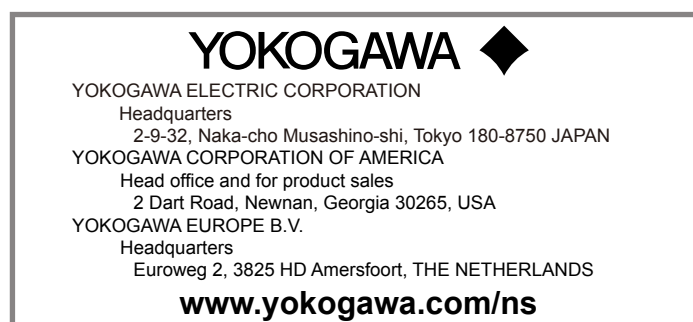 YOKOGAWA
YOKOGAWA ELECTRIC CORPORATION
Headquarters
2-9-32, Naka-cho Musashino-shi, Tokyo 180-8750 JAPAN
YOKOGAWA CORPORATION OF AMERICA
Head office and for product sales
2 Dart Road, Newnan, Georgia 30265, USA
YOKOGAWA EUROPE B.V.
Headquarters
Euroweg 2, 3825 HD Amersfoort, THE NETHERLANDS
www.yokogawa.com/ns